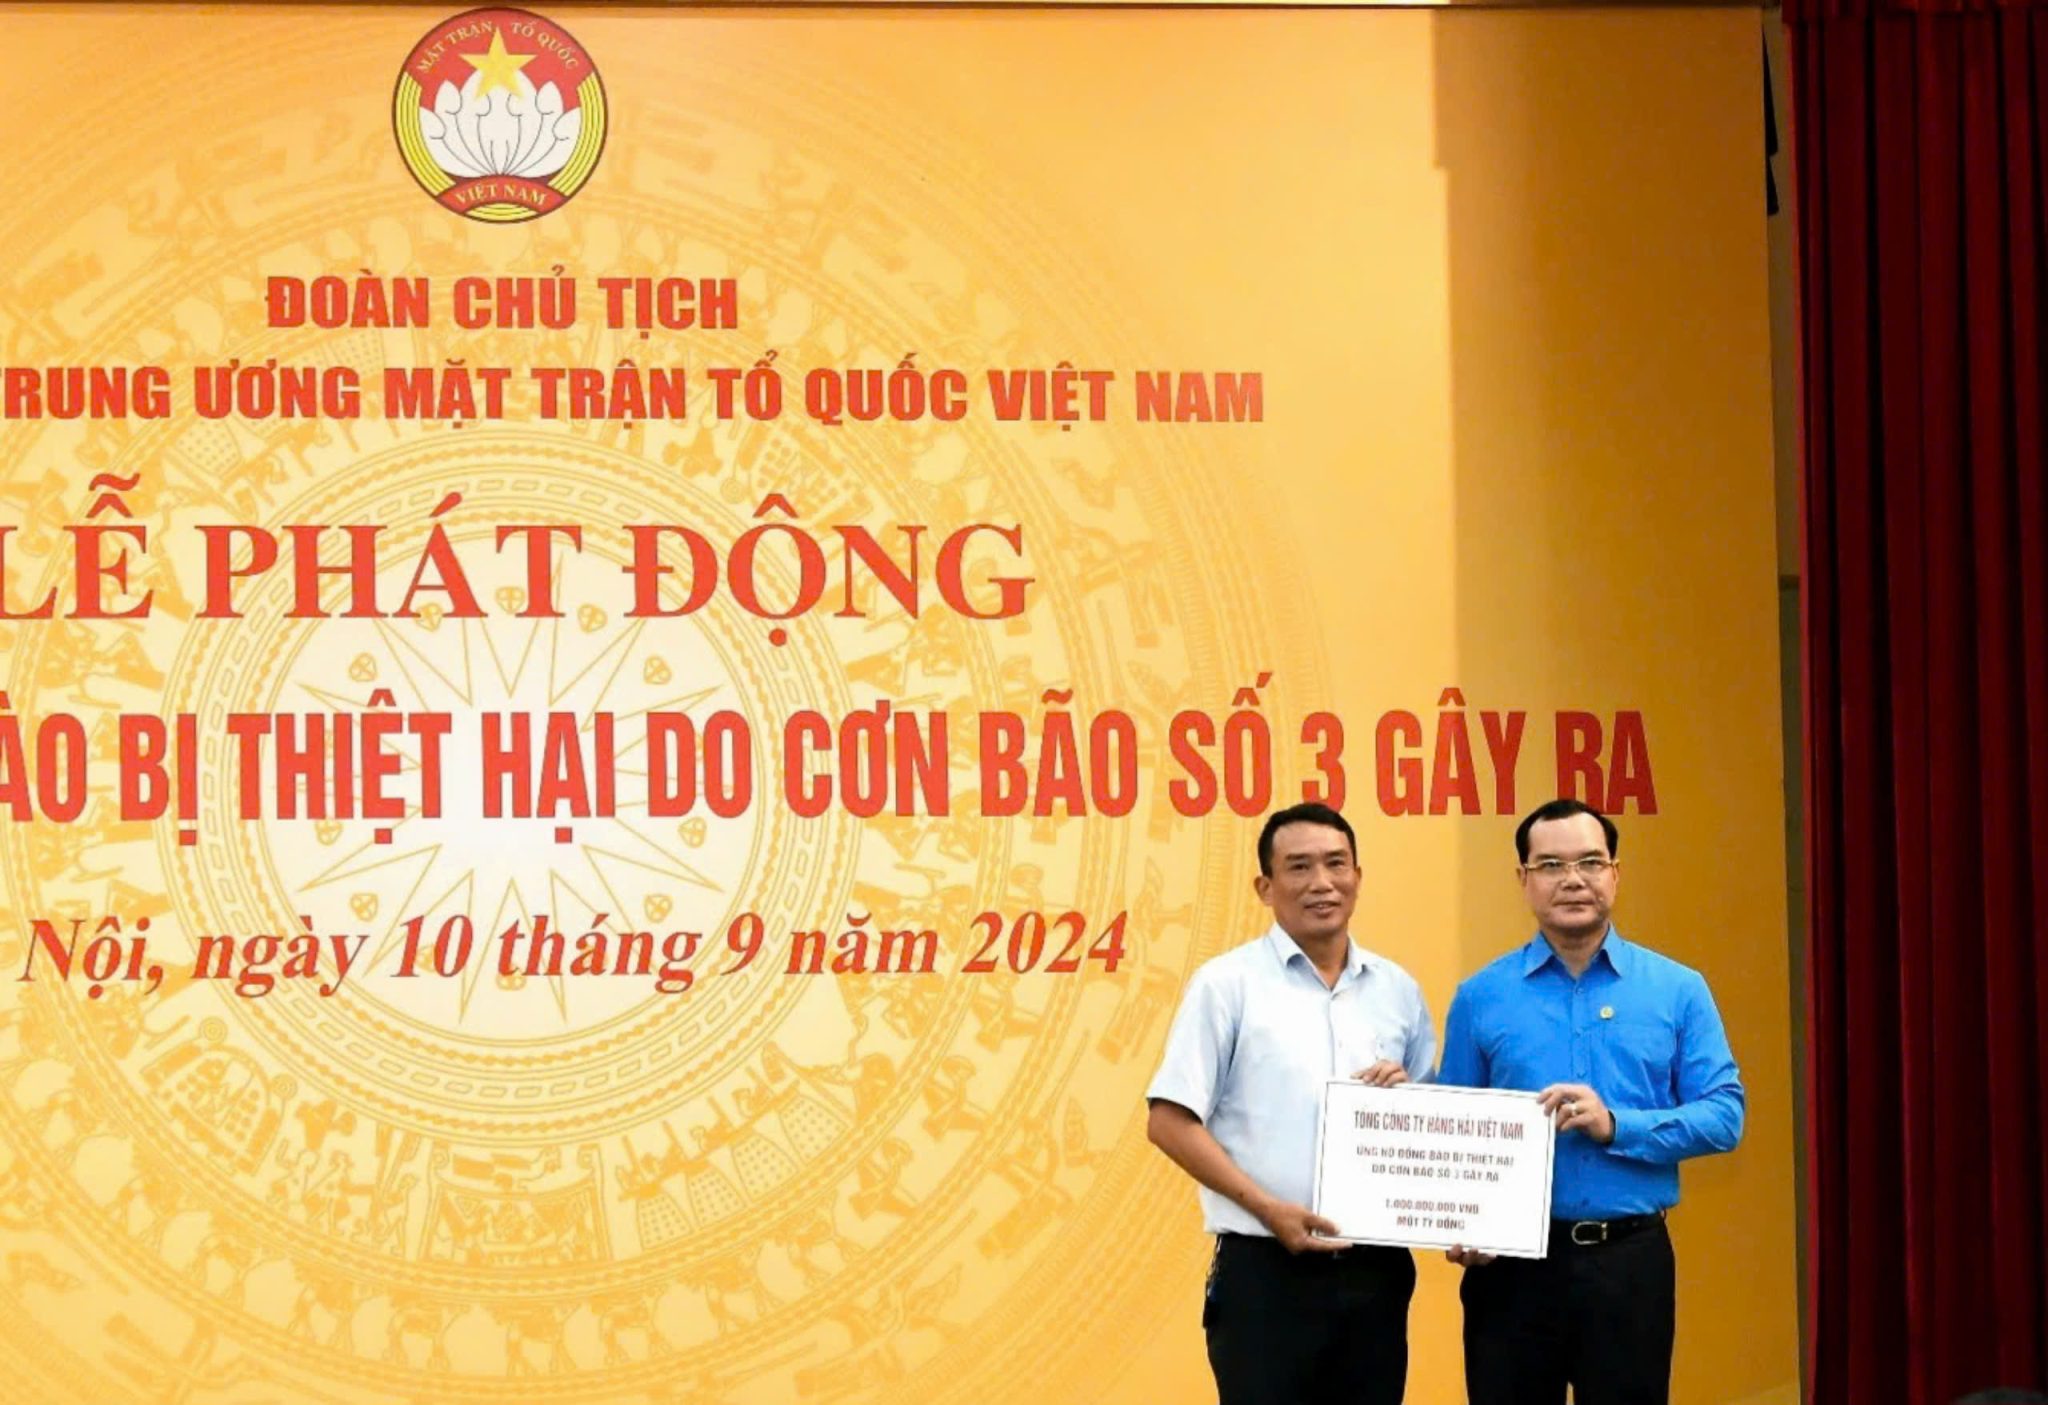 MẶT TRẬN TỔ QUỐC
VIỆT NAM
ĐOÀN CHỦ TỊCH
TRUNG ƯƠNG MẶT TRẬN TỔ QUỐC VIỆT NAM
LỄ PHÁT ĐỘNG
ÀO BỊ THIỆT HẠI DO CƠN BÃO SỐ 3 GÂY RA
Nội, ngày 10 tháng 9 năm 2024
TỔNG CÔNG TY HÀNG HẢI VIỆT NAM
ỦNG HỘ ĐỒNG BÀO BỊ THIỆT HẠI
DO CƠN BÃO SỐ 3 GÂY RA
1.000.000.000 VNĐ
MỘT TỶ ĐỒNG